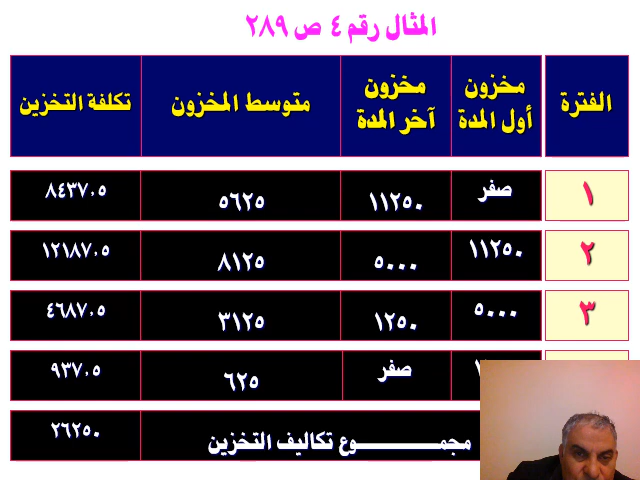 المثال رقم ٤ ص ٢٨٩
الفترة مخزون أول المدة مخزون آخر المدة متوسط المخزون تكلفة التخزين
١ صفر ١١٢٥٠ ٥٦٢٥ ٨٤٣٧.٥
٢ ١١٢٥٠ ٥٠٠٠ ٨١٢٥ ١٢١٨٧.٥
٣ ٥٠٠٠ ١٢٥٠ ٣١٢٥ ٤٦٨٧.٥
صفر ٦٢٥ ٩٣٧.٥
مجمــــــــــوع تكاليف التخزين ٢٦٢٥٠